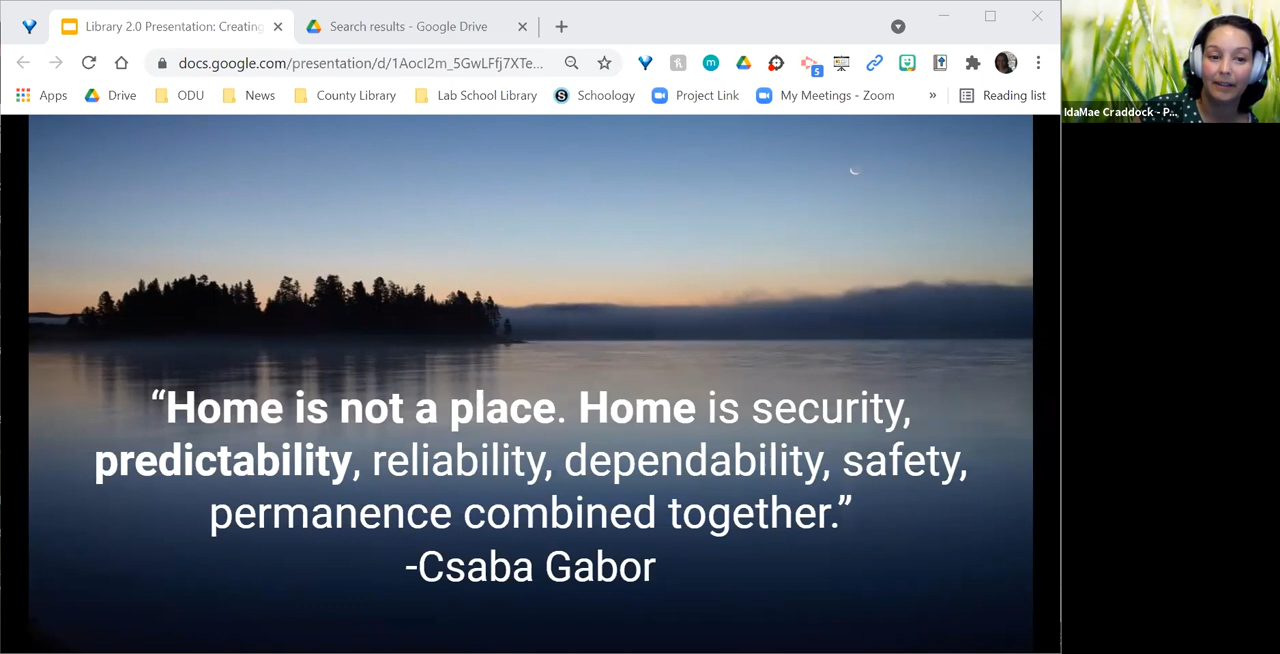 Library 2.0 Presentation: Creating
Search results - Google Drive
docs.google.com/presentation/d/1AocI2m_5GwLFfj7XTe...
5
Apps
Drive
ODU
News
County Library
Lab School Library
Schoology
Project Link
My Meetings - Zoom
»
Reading list
IdaMae Craddock - P...
“Home is not a place. Home is security,
predictability, reliability, dependability, safety,
permanence combined together.”
-Csaba Gabor